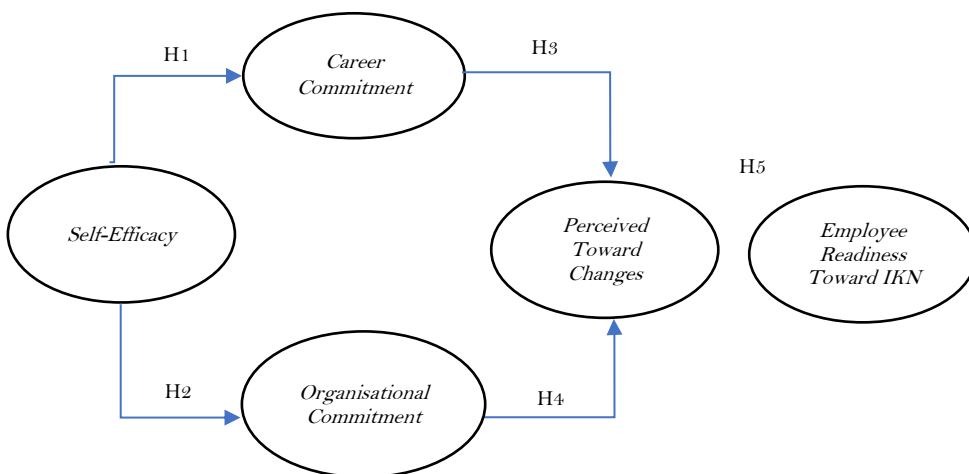 H1
Career
Commitment
H3
H5
Self-Efficacy
Perceived
Toward
Changes
Employee
Readiness
Toward IKN
H2
Organisational
Commitment
H4